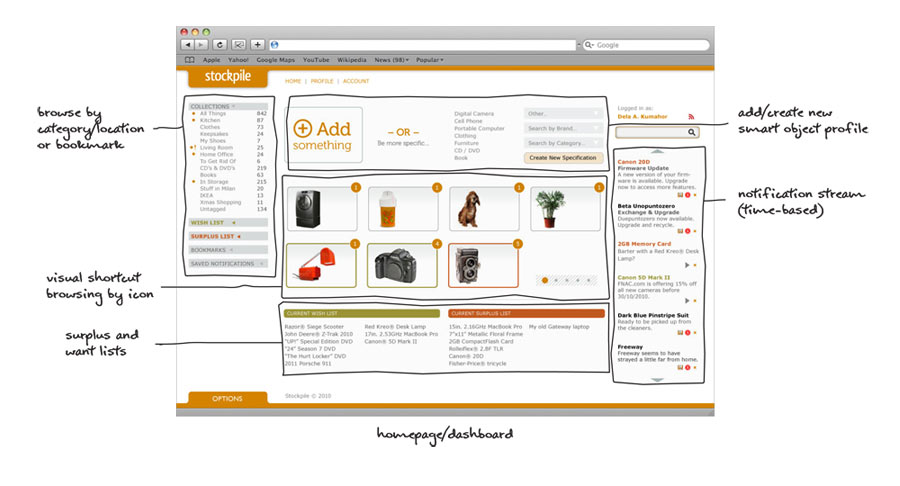 Google
Apple Yahoo! Google Maps YouTube Wikipedia News (98) Popular
stockpile
HOME | PROFILE | ACCOUNT
browse by
category/location
or bookmark
COLLECTIONS
All Things 842
Kitchen 87
Clothes 73
Keepsakes 24
My Shoes 7
! Living Room 25
Home Office 24
To Get Rid Of 6
CD's & DVD's 219
Books 63
In Storage 215
Stuff in Milan 20
IKEA 13
Xmas Shopping 11
Untagged 134
WISH LIST
SURPLUS LIST
BOOKMARKS
SAVED NOTIFICATIONS
Add
something
– OR –
Be more specific...
Digital Camera
Cell Phone
Portable Computer
Clothing
Furniture
CD / DVD
Book
Other..
Search by Brand...
Search by Category...
Create New Specification
add/create new
smart object profile
Logged in as:
Dela A. Kumahor
1
1
1
1
1
4
5
visual shortcut
browsing by icon
Canon 20D
Firmware Update
A new version of your firm-
ware is available. Upgrade
now to access more features.
Beta Unopuntozero
Exchange & Upgrade
Duepuntozero now available.
Upgrade and recycle.
2GB Memory Card
Barter with a Red Kreo® Desk
Lamp?
Canon 5D Mark II
FNAC.com is offering 15% off
all new cameras before
30/10/2010.
Dark Blue Pinstripe Suit
Ready to be picked up from
the cleaners.
Freeway
Freeway seems to have
strayed a little far from home.
notification stream
(time-based)
surplus and
want lists
CURRENT WISH LIST
Razor® Siege Scooter
John Deere® Z-Trak 2010
"UP!" Special Edition DVD
"24" Season 7 DVD
"The Hurt Locker" DVD
2011 Porsche 911
Red Kreo® Desk Lamp
17in. 2.53GHz MacBook Pro
Canon® 5D Mark II
CURRENT SURPLUS LIST
15in. 2.16GHz MacBook Pro
7"x11" Metallic Floral Frame
2GB CompactFlash Card
Rolleiflex® 2.8F TLR
Canon® 20D
Fisher-Price® tricycle
My old Gateway laptop
OPTIONS
Stockpile © 2010
homepage/dashboard